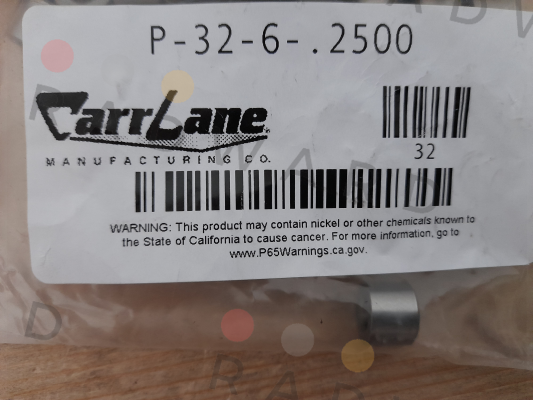 P-32-6-.2500
CarrLane
MANUFACTURING CO.
32
WARNING: This product may contain nickel or other chemicals known to
the State of California to cause cancer. For more information, go to
www.P65Warnings.ca.gov.